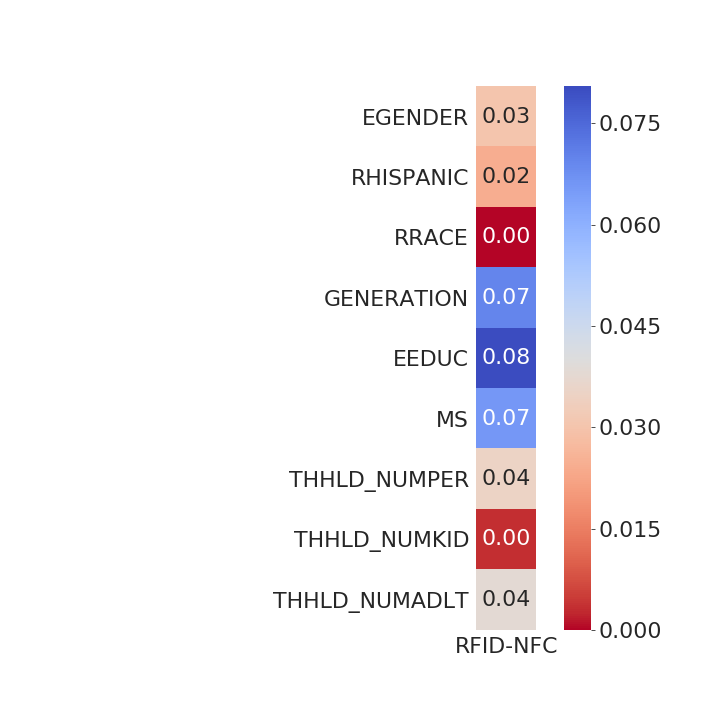 EGENDER 0.03
RHISPANIC 0.02
RRACE 0.00
GENERATION 0.07
EEDUC 0.08
MS 0.07
THHLD_NUMPER 0.04
THHLD_NUMKID 0.00
THHLD_NUMADLT 0.04
RFID-NFC
0.075
0.060
0.045
0.030
0.015
0.000